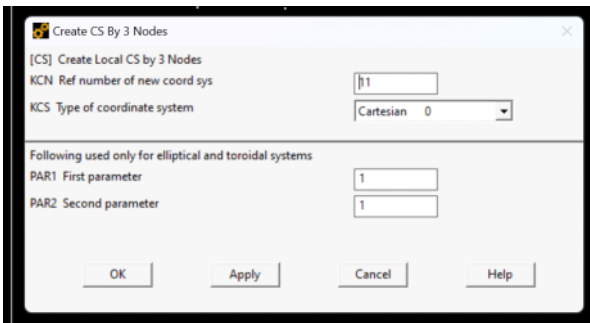 Create CS By 3 Nodes
[CS] Create Local CS by 3 Nodes
KCN Ref number of new coord sys
11
KCS Type of coordinate system
Cartesian 0
Following used only for elliptical and toroidal systems
PAR1 First parameter
1
PAR2 Second parameter
1
OK Apply Cancel Help